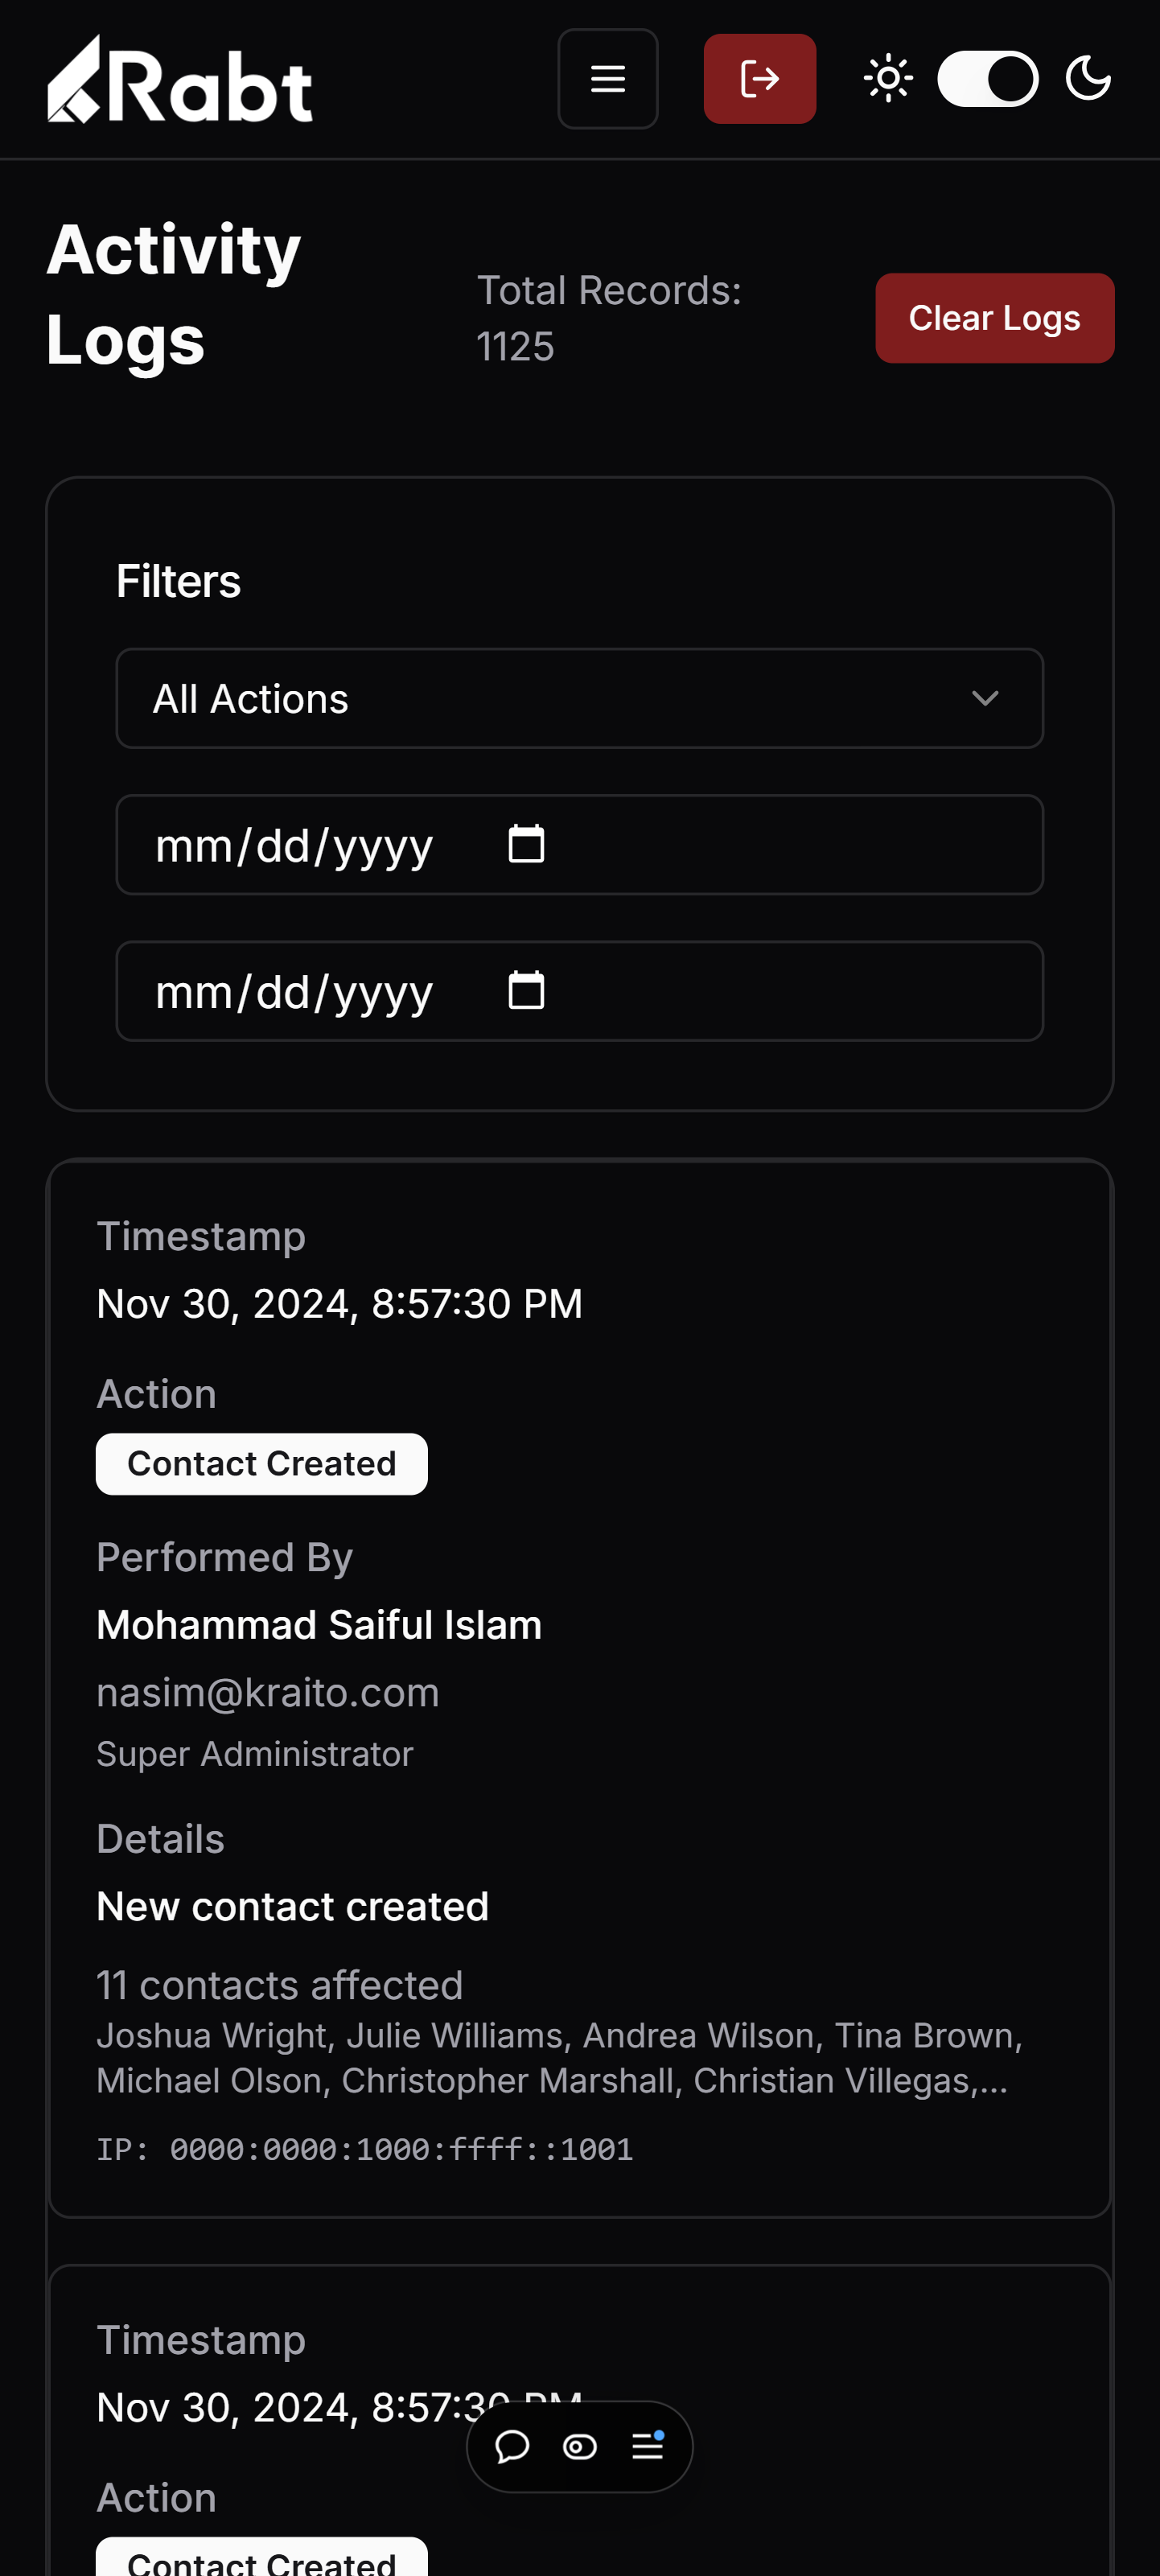 Rabt
Activity
Logs
Total Records:
1125
Clear Logs
Filters
All Actions
mm/dd/yyyy
mm/dd/yyyy
Timestamp
Nov 30, 2024, 8:57:30 PM
Action
Contact Created
Performed By
Mohammad Saiful Islam
nasim@kraito.com
Super Administrator
Details
New contact created
11 contacts affected
Joshua Wright, Julie Williams, Andrea Wilson, Tina Brown,
Michael Olson, Christopher Marshall, Christian Villegas,...
IP: 0000:0000:1000:ffff::1001
Timestamp
Nov 30, 2024, 8:57:30 PM
Action
Contact Created